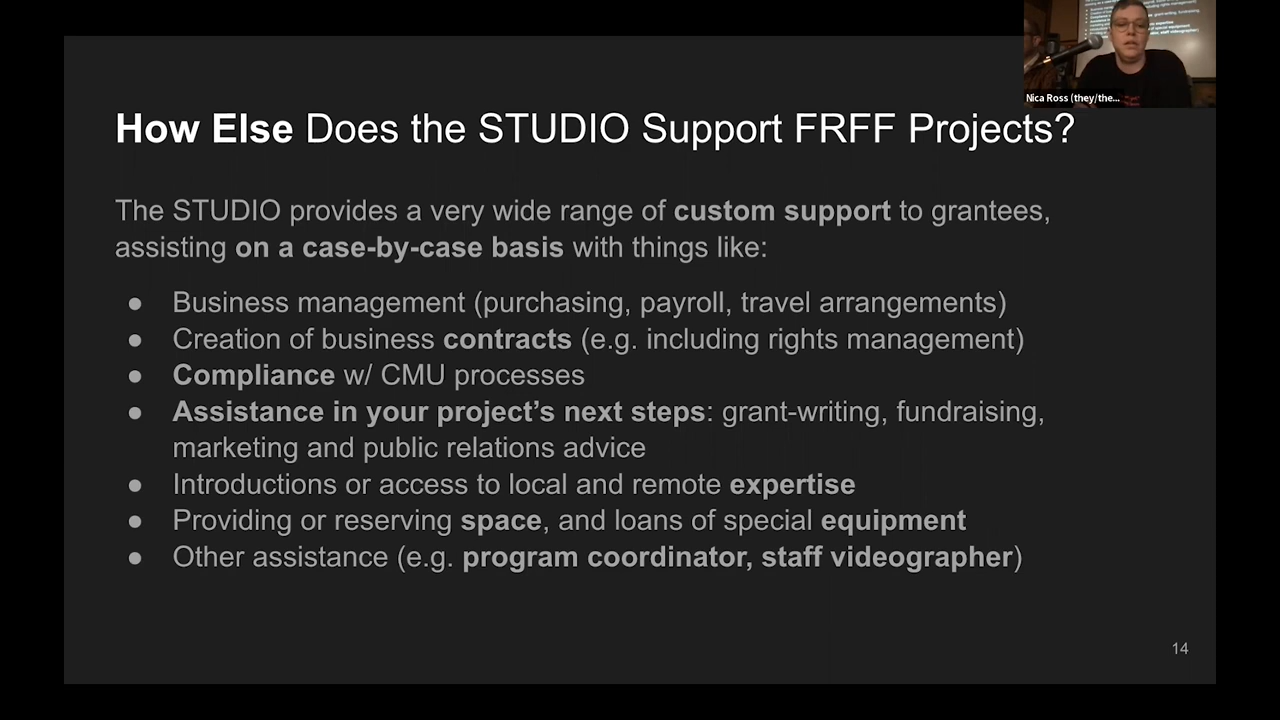 Nica Ross (they/the...
How Else Does the STUDIO Support FRFF Projects?
The STUDIO provides a very wide range of custom support to grantees,
assisting on a case-by-case basis with things like:
● Business management (purchasing, payroll, travel arrangements)
● Creation of business contracts (e.g. including rights management)
● Compliance w/ CMU processes
● Assistance in your project’s next steps: grant-writing, fundraising,
marketing and public relations advice
● Introductions or access to local and remote expertise
● Providing or reserving space, and loans of special equipment
● Other assistance (e.g. program coordinator, staff videographer)
14